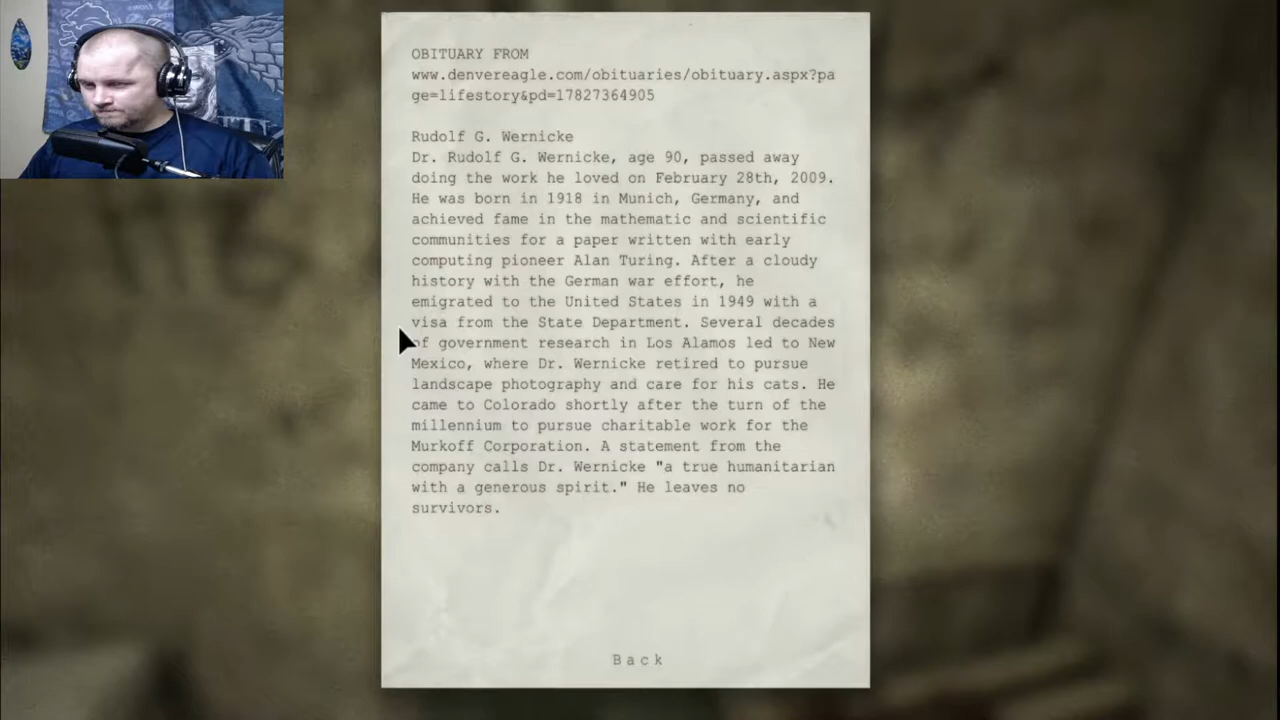 OBITUARY FROM
www.denvereagle.com/obituaries/obituary.aspx?pa
ge=lifestory&pd=17827364905
Rudolf G. Wernicke
Dr. Rudolf G. Wernicke, age 90, passed away
doing the work he loved on February 28th, 2009.
He was born in 1918 in Munich, Germany, and
achieved fame in the mathematic and scientific
communities for a paper written with early
computing pioneer Alan Turing. After a cloudy
history with the German war effort, he
emigrated to the United States in 1949 with a
visa from the State Department. Several decades
of government research in Los Alamos led to New
Mexico, where Dr. Wernicke retired to pursue
landscape photography and care for his cats. He
came to Colorado shortly after the turn of the
millennium to pursue charitable work for the
Murkoff Corporation. A statement from the
company calls Dr. Wernicke "a true humanitarian
with a generous spirit." He leaves no
survivors.
Back